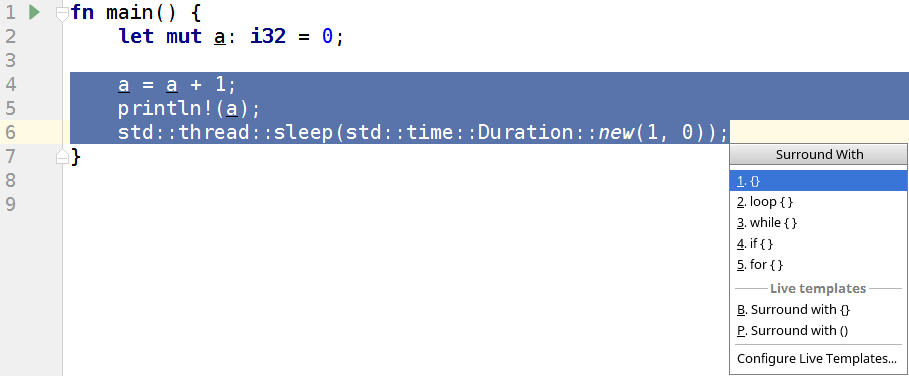 1 fn main() {
2 let mut a: i32 = 0;
3
4 a = a + 1;
5 println!(a);
6 std::thread::sleep(std::time::Duration::new(1, 0));
7 }
8
9
Surround With
1. {}
2. loop { }
3. while { }
4. if { }
5. for { }
Live templates
B. Surround with {}
P. Surround with ()
Configure Live Templates...